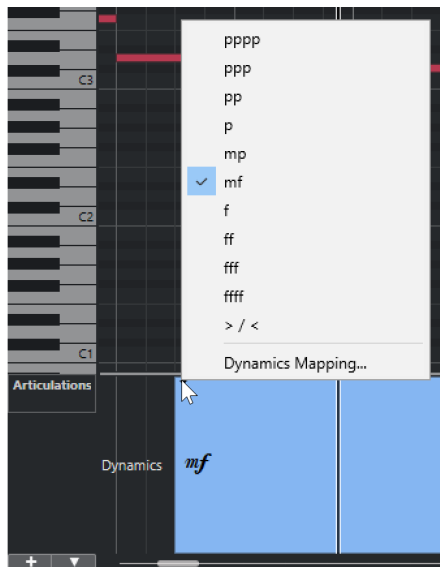 pppp
ppp
C3
pp
p
mp
mf
f
C2
ff
fff
ffff
> / <
C1
Dynamics Mapping...
Articulations
Dynamics
mf